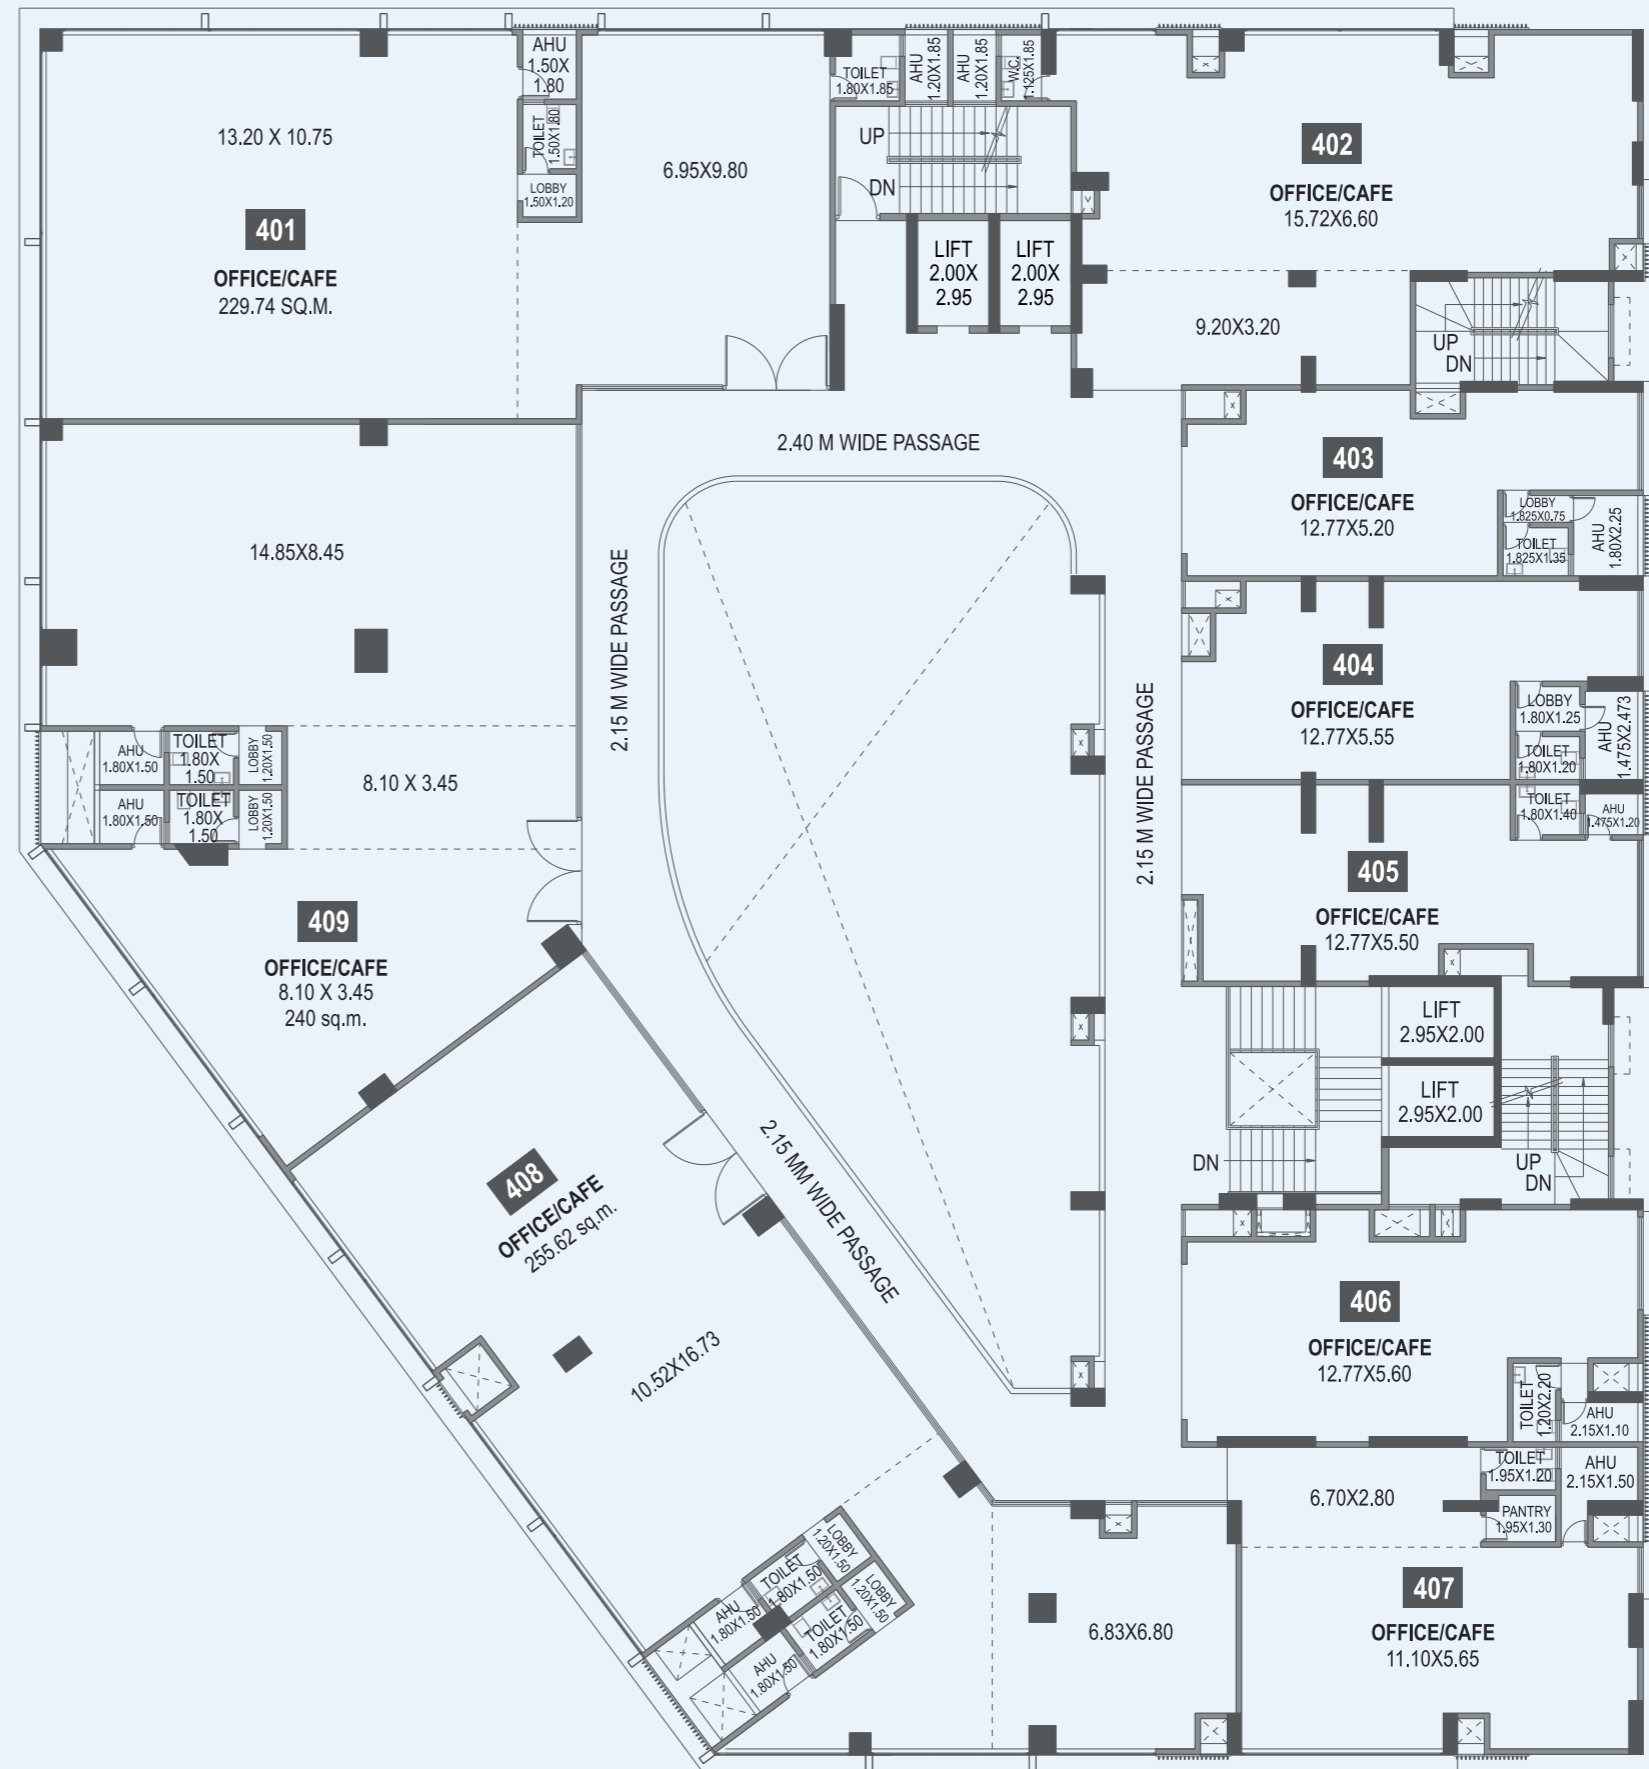 AHU
1.50X
1.80
TOILET
1.50X1.80
LOBBY
1.50X1.20
13.20 X 10.75
401
OFFICE/CAFE
229.74 SQ.M.
6.95X9.80
TOILET
1.80X1.85
AHU
1.20X1.85
AHU
1.20X1.85
W.C.
1.125X1.85
UP
DN
LIFT
2.00X
2.95
LIFT
2.00X
2.95
402
OFFICE/CAFE
15.72X6.60
9.20X3.20
UP
DN
2.40 M WIDE PASSAGE
403
OFFICE/CAFE
12.77X5.20
LOBBY
1.825X0.75
TOILET
1.825X1.35
AHU
1.80X2.25
14.85X8.45
2.15 M WIDE PASSAGE
2.15 M WIDE PASSAGE
404
OFFICE/CAFE
12.77X5.55
LOBBY
1.80X1.25
TOILET
1.80X1.20
AHU
1.475X2.473
AHU
1.80X1.50
TOILET
1.80X
1.50
LOBBY
1.20X1.50
AHU
1.80X1.50
TOILET
1.80X
1.50
LOBBY
1.20X1.50
8.10 X 3.45
TOILET
1.80X1.40
AHU
1.475X1.20
405
OFFICE/CAFE
12.77X5.50
409
OFFICE/CAFE
8.10 X 3.45
240 sq.m.
LIFT
2.95X2.00
LIFT
2.95X2.00
DN
UP
DN
408
OFFICE/CAFE
255.62 sq.m.
2.15 MM WIDE PASSAGE
10.52X16.73
406
OFFICE/CAFE
12.77X5.60
TOILET
1.20X2.20
AHU
2.15X1.10
TOILET
1.95X1.20
AHU
2.15X1.50
PANTRY
1.95X1.30
6.70X2.80
LOBBY
1.20X1.50
TOILET
1.80X1.50
LOBBY
1.20X1.50
AHU
1.80X1.50
TOILET
1.80X1.50
AHU
1.80X1.50
6.83X6.80
407
OFFICE/CAFE
11.10X5.65